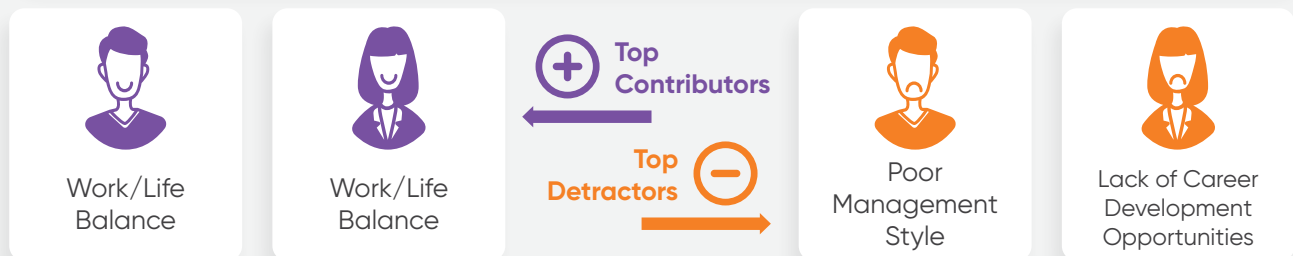 Work/Life
Balance
Work/Life
Balance
Top
Contributors
Top
Detractors
Poor
Management
Style
Lack of Career
Development
Opportunities